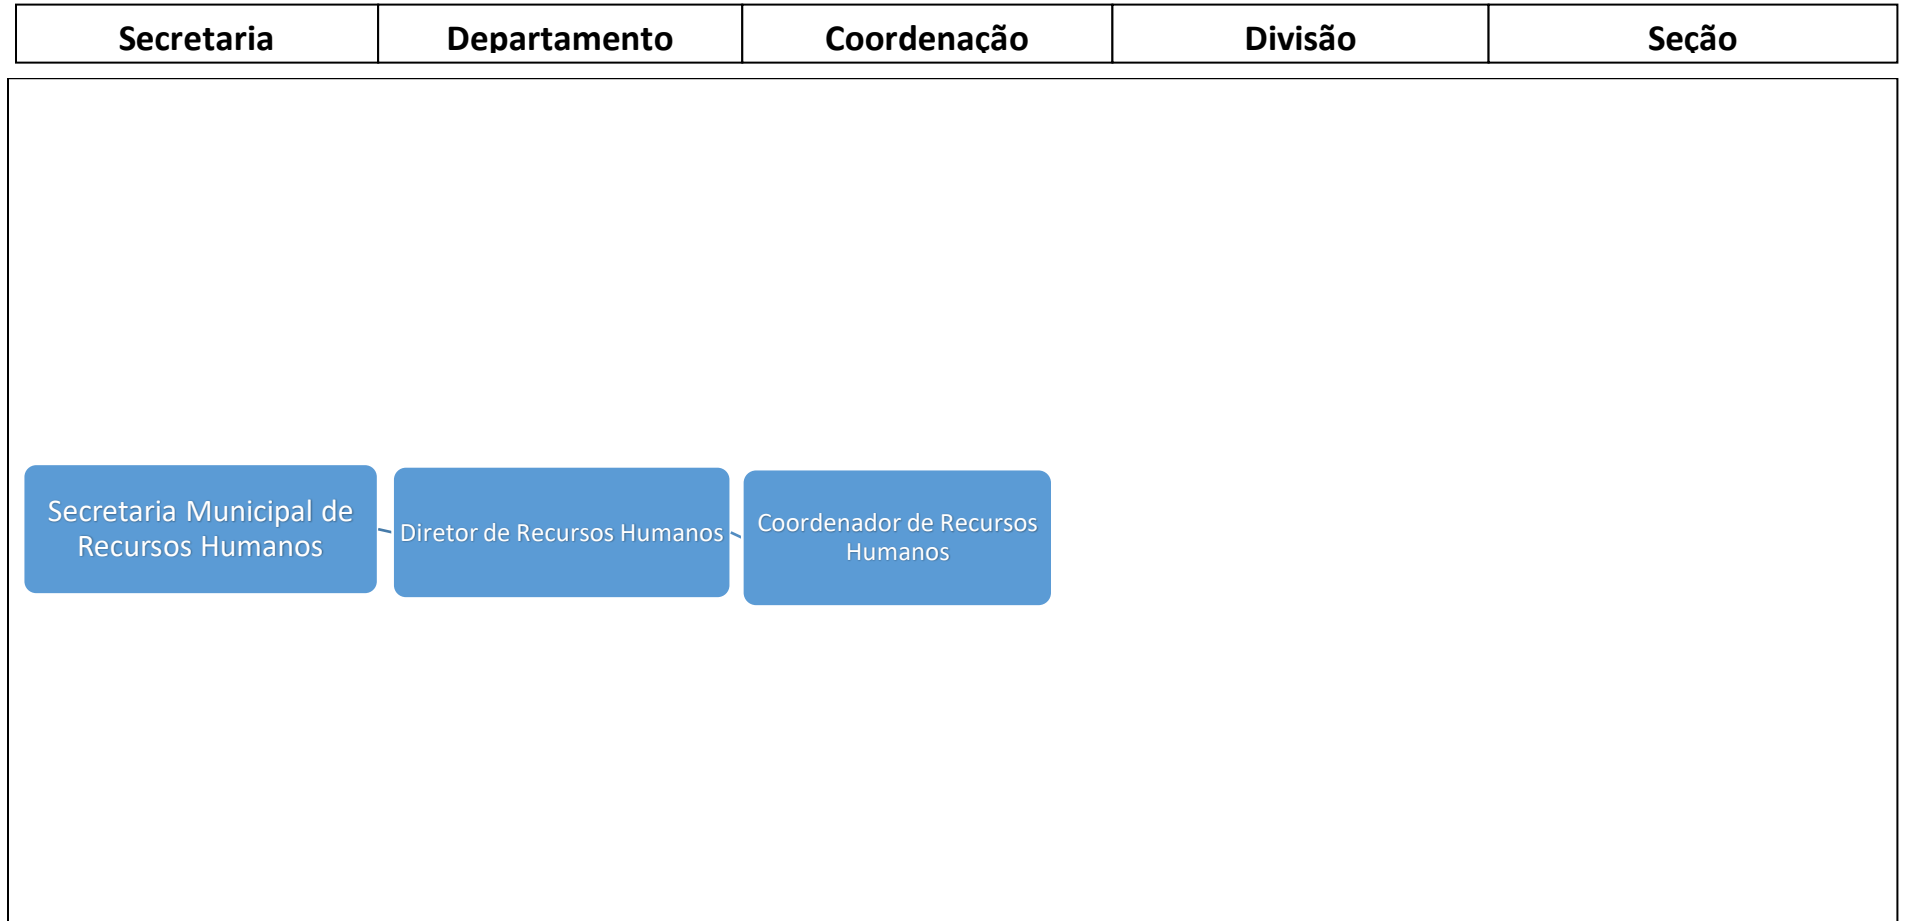 Secretaria Departamento Coordenação Divisão Seção
Secretaria Municipal de
Recursos Humanos
Diretor de Recursos Humanos
Coordenador de Recursos
Humanos